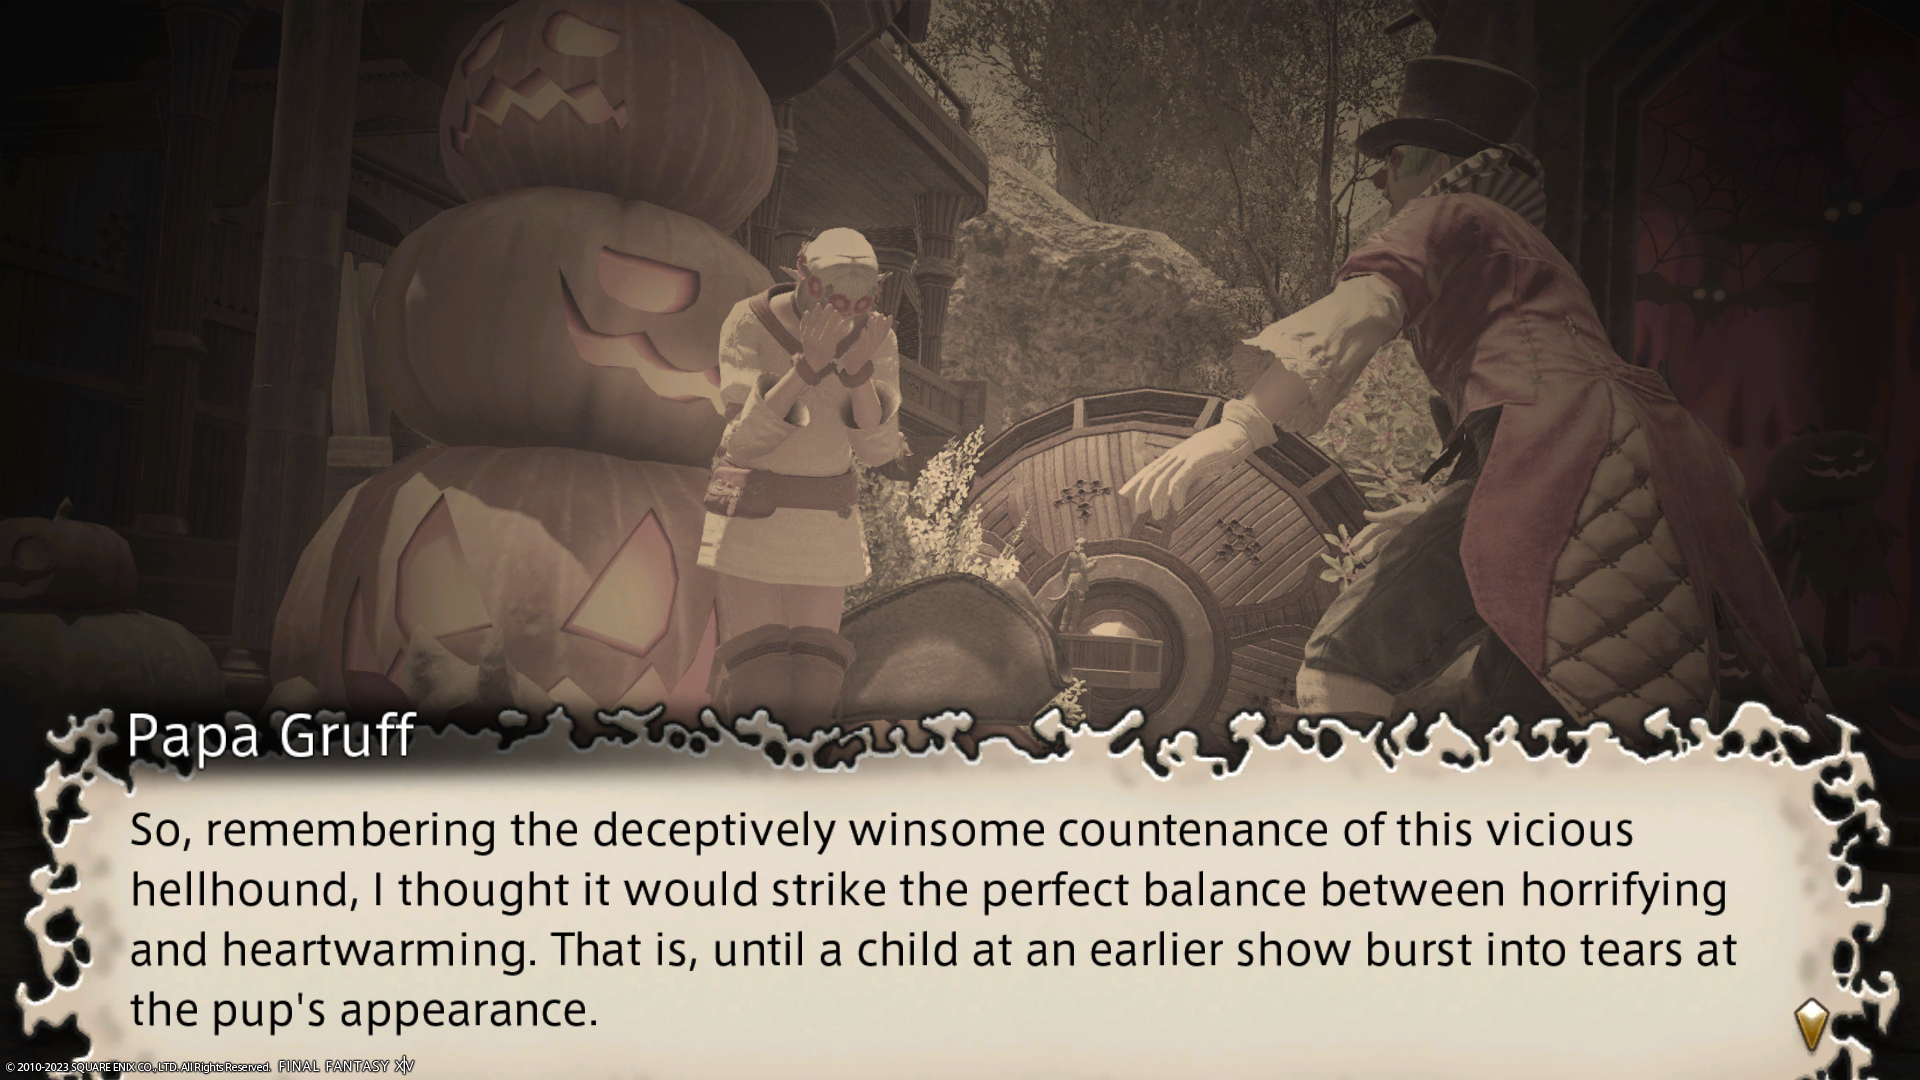 Papa Gruff
So, remembering the deceptively winsome countenance of this vicious
hellhound, I thought it would strike the perfect balance between horrifying
and heartwarming. That is, until a child at an earlier show burst into tears at
the pup's appearance.
© 2010-2023 SQUARE ENIX CO., LTD. All Rights Reserved. FINAL FANTASY XIV